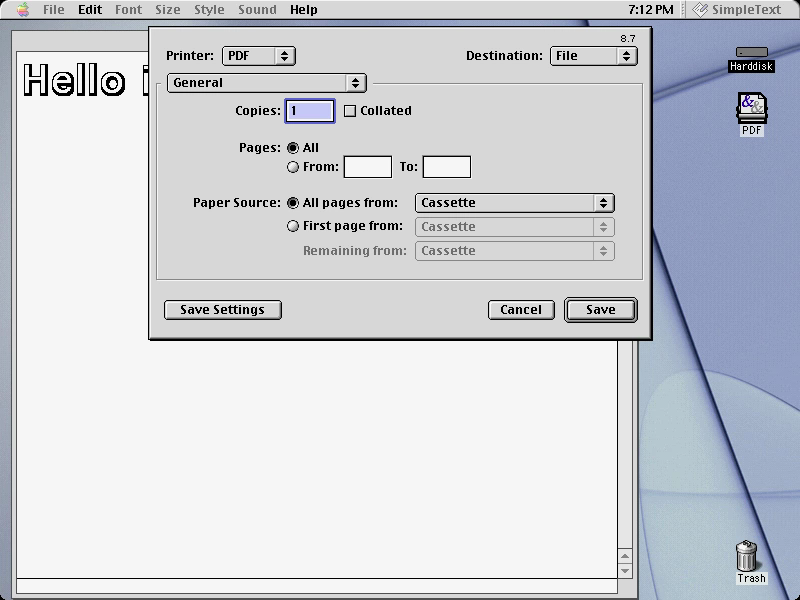 File Edit Font Size Style Sound Help 7:12 PM SimpleText
8.7
Printer: PDF Destination: File
General
Hello
Copies: 1 Collated
Pages: All
From: To:
Paper Source: All pages from: Cassette
First page from: Cassette
Remaining from: Cassette
Save Settings Cancel Save
Harddisk
PDF
Trash